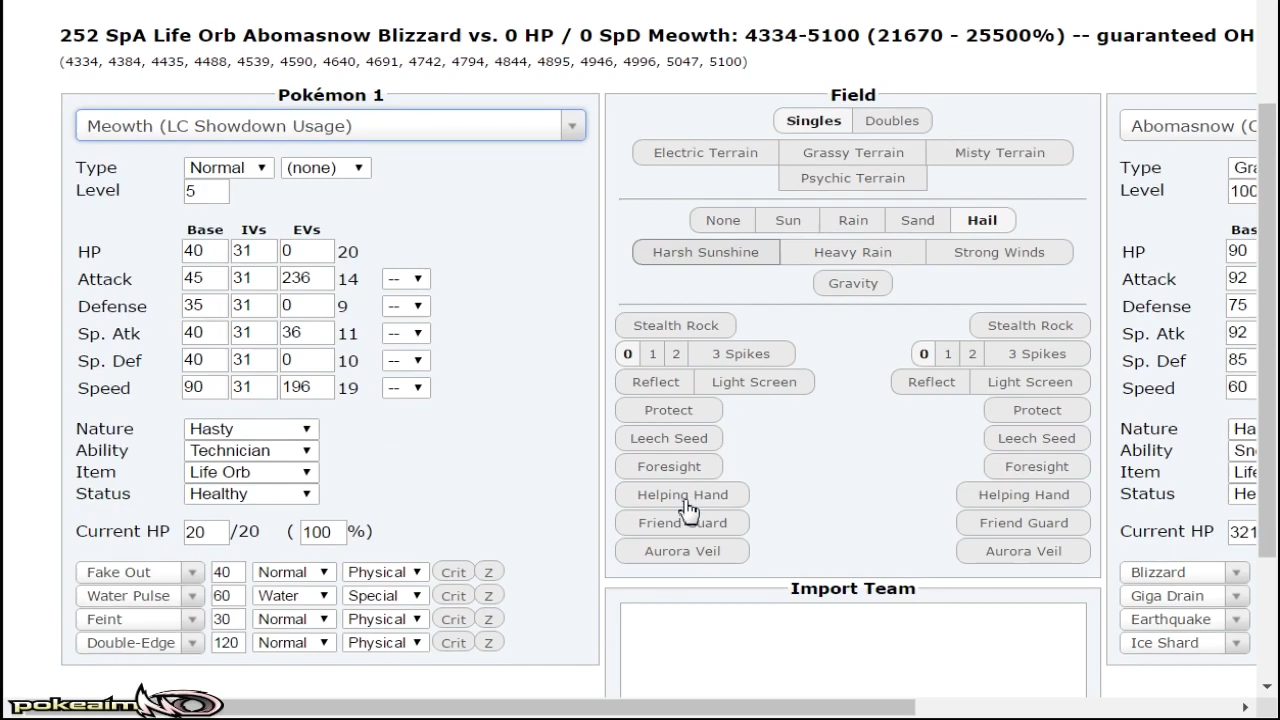 252 SpA Life Orb Abomasnow Blizzard vs. 0 HP / 0 SpD Meowth: 4334-5100 (21670 - 25500%) -- guaranteed OH
(4334, 4384, 4435, 4488, 4539, 4590, 4640, 4691, 4742, 4794, 4844, 4895, 4946, 4996, 5047, 5100)
Pokémon 1
Meowth (LC Showdown Usage)
Type Normal (none)
Level 5
Base IVs EVs
HP 40 31 0 20
Attack 45 31 236 14 --
Defense 35 31 0 9 --
Sp. Atk 40 31 36 11 --
Sp. Def 40 31 0 10 --
Speed 90 31 196 19 --
Nature Hasty
Ability Technician
Item Life Orb
Status Healthy
Current HP 20 /20 ( 100 %)
Fake Out 40 Normal Physical Crit Z
Water Pulse 60 Water Special Crit Z
Feint 30 Normal Physical Crit Z
Double-Edge 120 Normal Physical Crit Z
Field
Singles Doubles
Electric Terrain Grassy Terrain Misty Terrain
Psychic Terrain
None Sun Rain Sand Hail
Harsh Sunshine Heavy Rain Strong Winds
Gravity
Stealth Rock Stealth Rock
0 1 2 3 Spikes 0 1 2 3 Spikes
Reflect Light Screen Reflect Light Screen
Protect Protect
Leech Seed Leech Seed
Foresight Foresight
Helping Hand Helping Hand
Friend Guard Friend Guard
Aurora Veil Aurora Veil
Import Team
Abomasnow (
Type Gra
Level 100
Bas
HP 90
Attack 92
Defense 75
Sp. Atk 92
Sp. Def 85
Speed 60
Nature Ha
Ability Sn
Item Life
Status He
Current HP 321
Blizzard
Giga Drain
Earthquake
Ice Shard
pokeaim